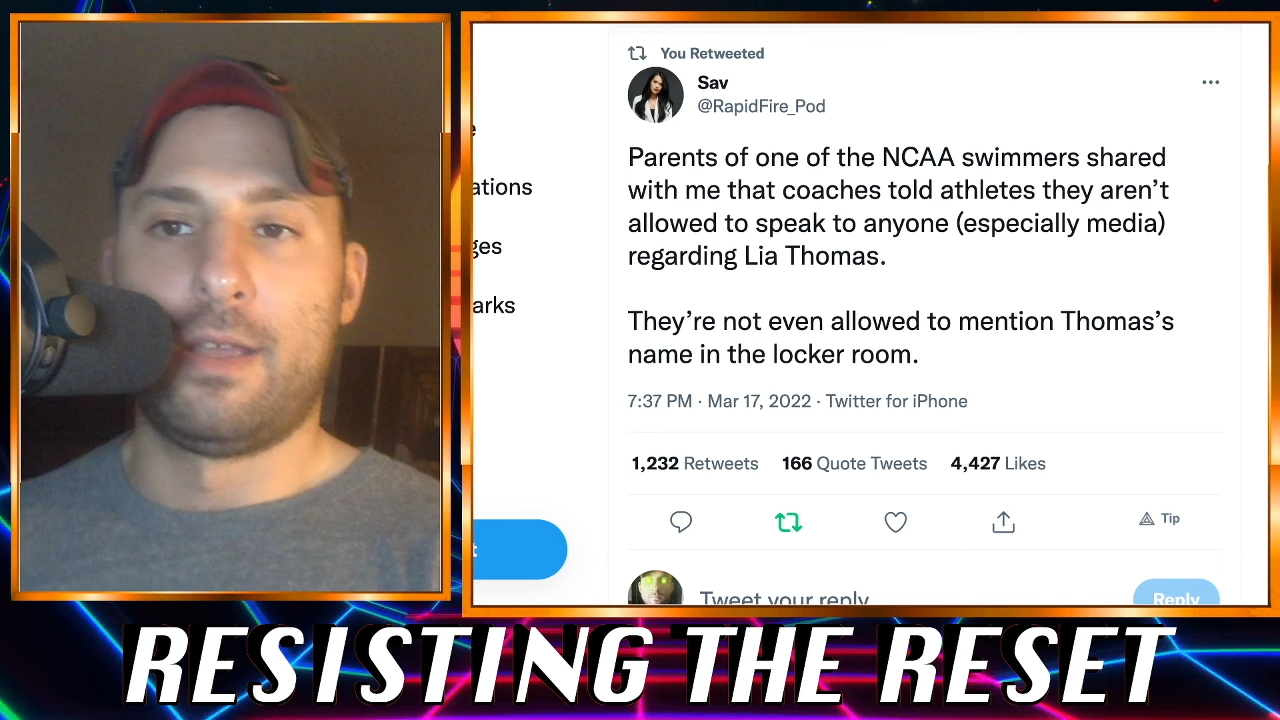 You Retweeted
Sav
@RapidFire_Pod
Parents of one of the NCAA swimmers shared
with me that coaches told athletes they aren’t
allowed to speak to anyone (especially media)
regarding Lia Thomas.
They’re not even allowed to mention Thomas’s
name in the locker room.
7:37 PM · Mar 17, 2022 · Twitter for iPhone
1,232 Retweets 166 Quote Tweets 4,427 Likes
Tip
Tweet your reply
Reply
ations
ges
arks
RESISTING THE RESET